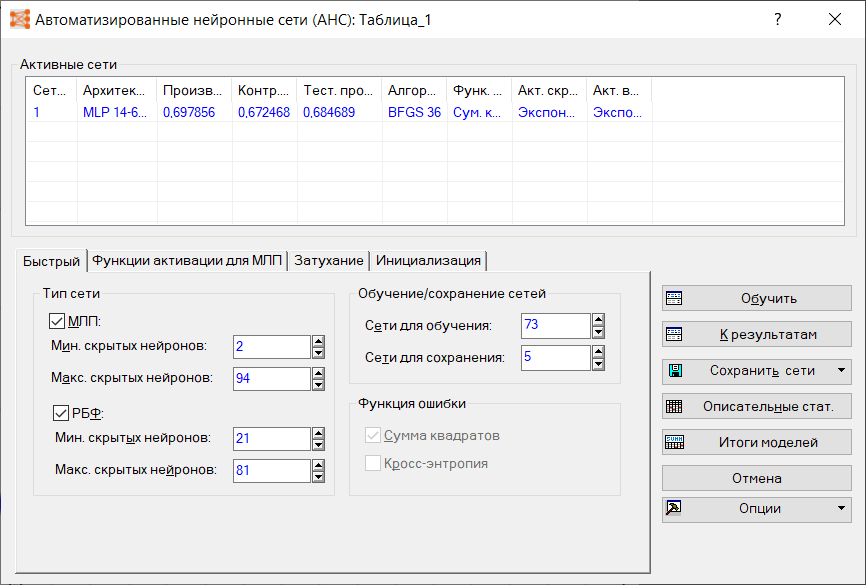 Автоматизированные нейронные сети (АНС): Таблица_1 ?
Активные сети
Сет... Архитек... Произв... Контр.... Тест. про... Алгор... Функ. ... Акт. скр... Акт. в...
1 MLP 14-6... 0,697856 0,672468 0,684689 BFGS 36 Сум. к... Экспон... Экспо...
Быстрый Функции активации для МЛП Затухание Инициализация
Тип сети
МЛП:
Мин. скрытых нейронов: 2
Макс. скрытых нейронов: 94
РБФ:
Мин. скрытых нейронов: 21
Макс. скрытых нейронов: 81
Обучение/сохранение сетей
Сети для обучения: 73
Сети для сохранения: 5
Функция ошибки
Сумма квадратов
Кросс-энтропия
Обучить
К результатам
Сохранить сети
Описательные стат.
Итоги моделей
Отмена
Опции